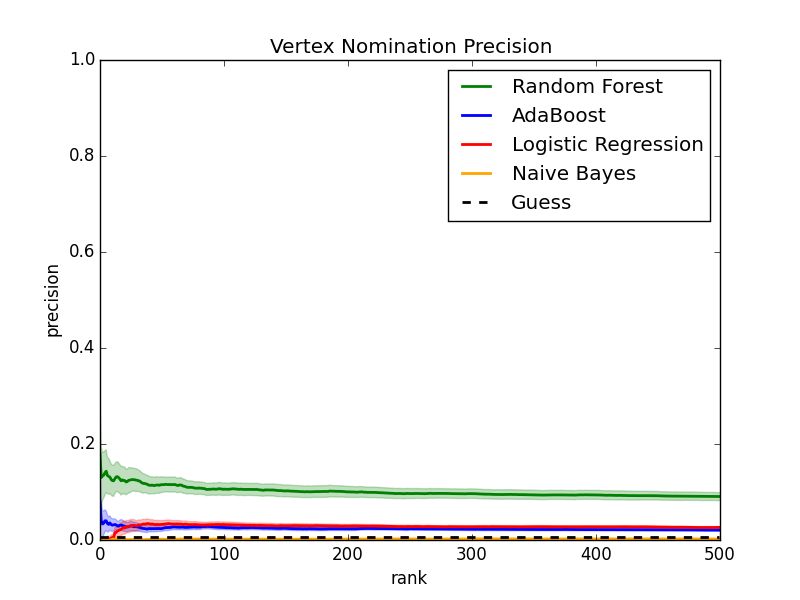 Vertex Nomination Precision
1.0
0.8
0.6
0.4
0.2
0.0
precision
Random Forest
AdaBoost
Logistic Regression
Naive Bayes
Guess
0 100 200 300 400 500
rank